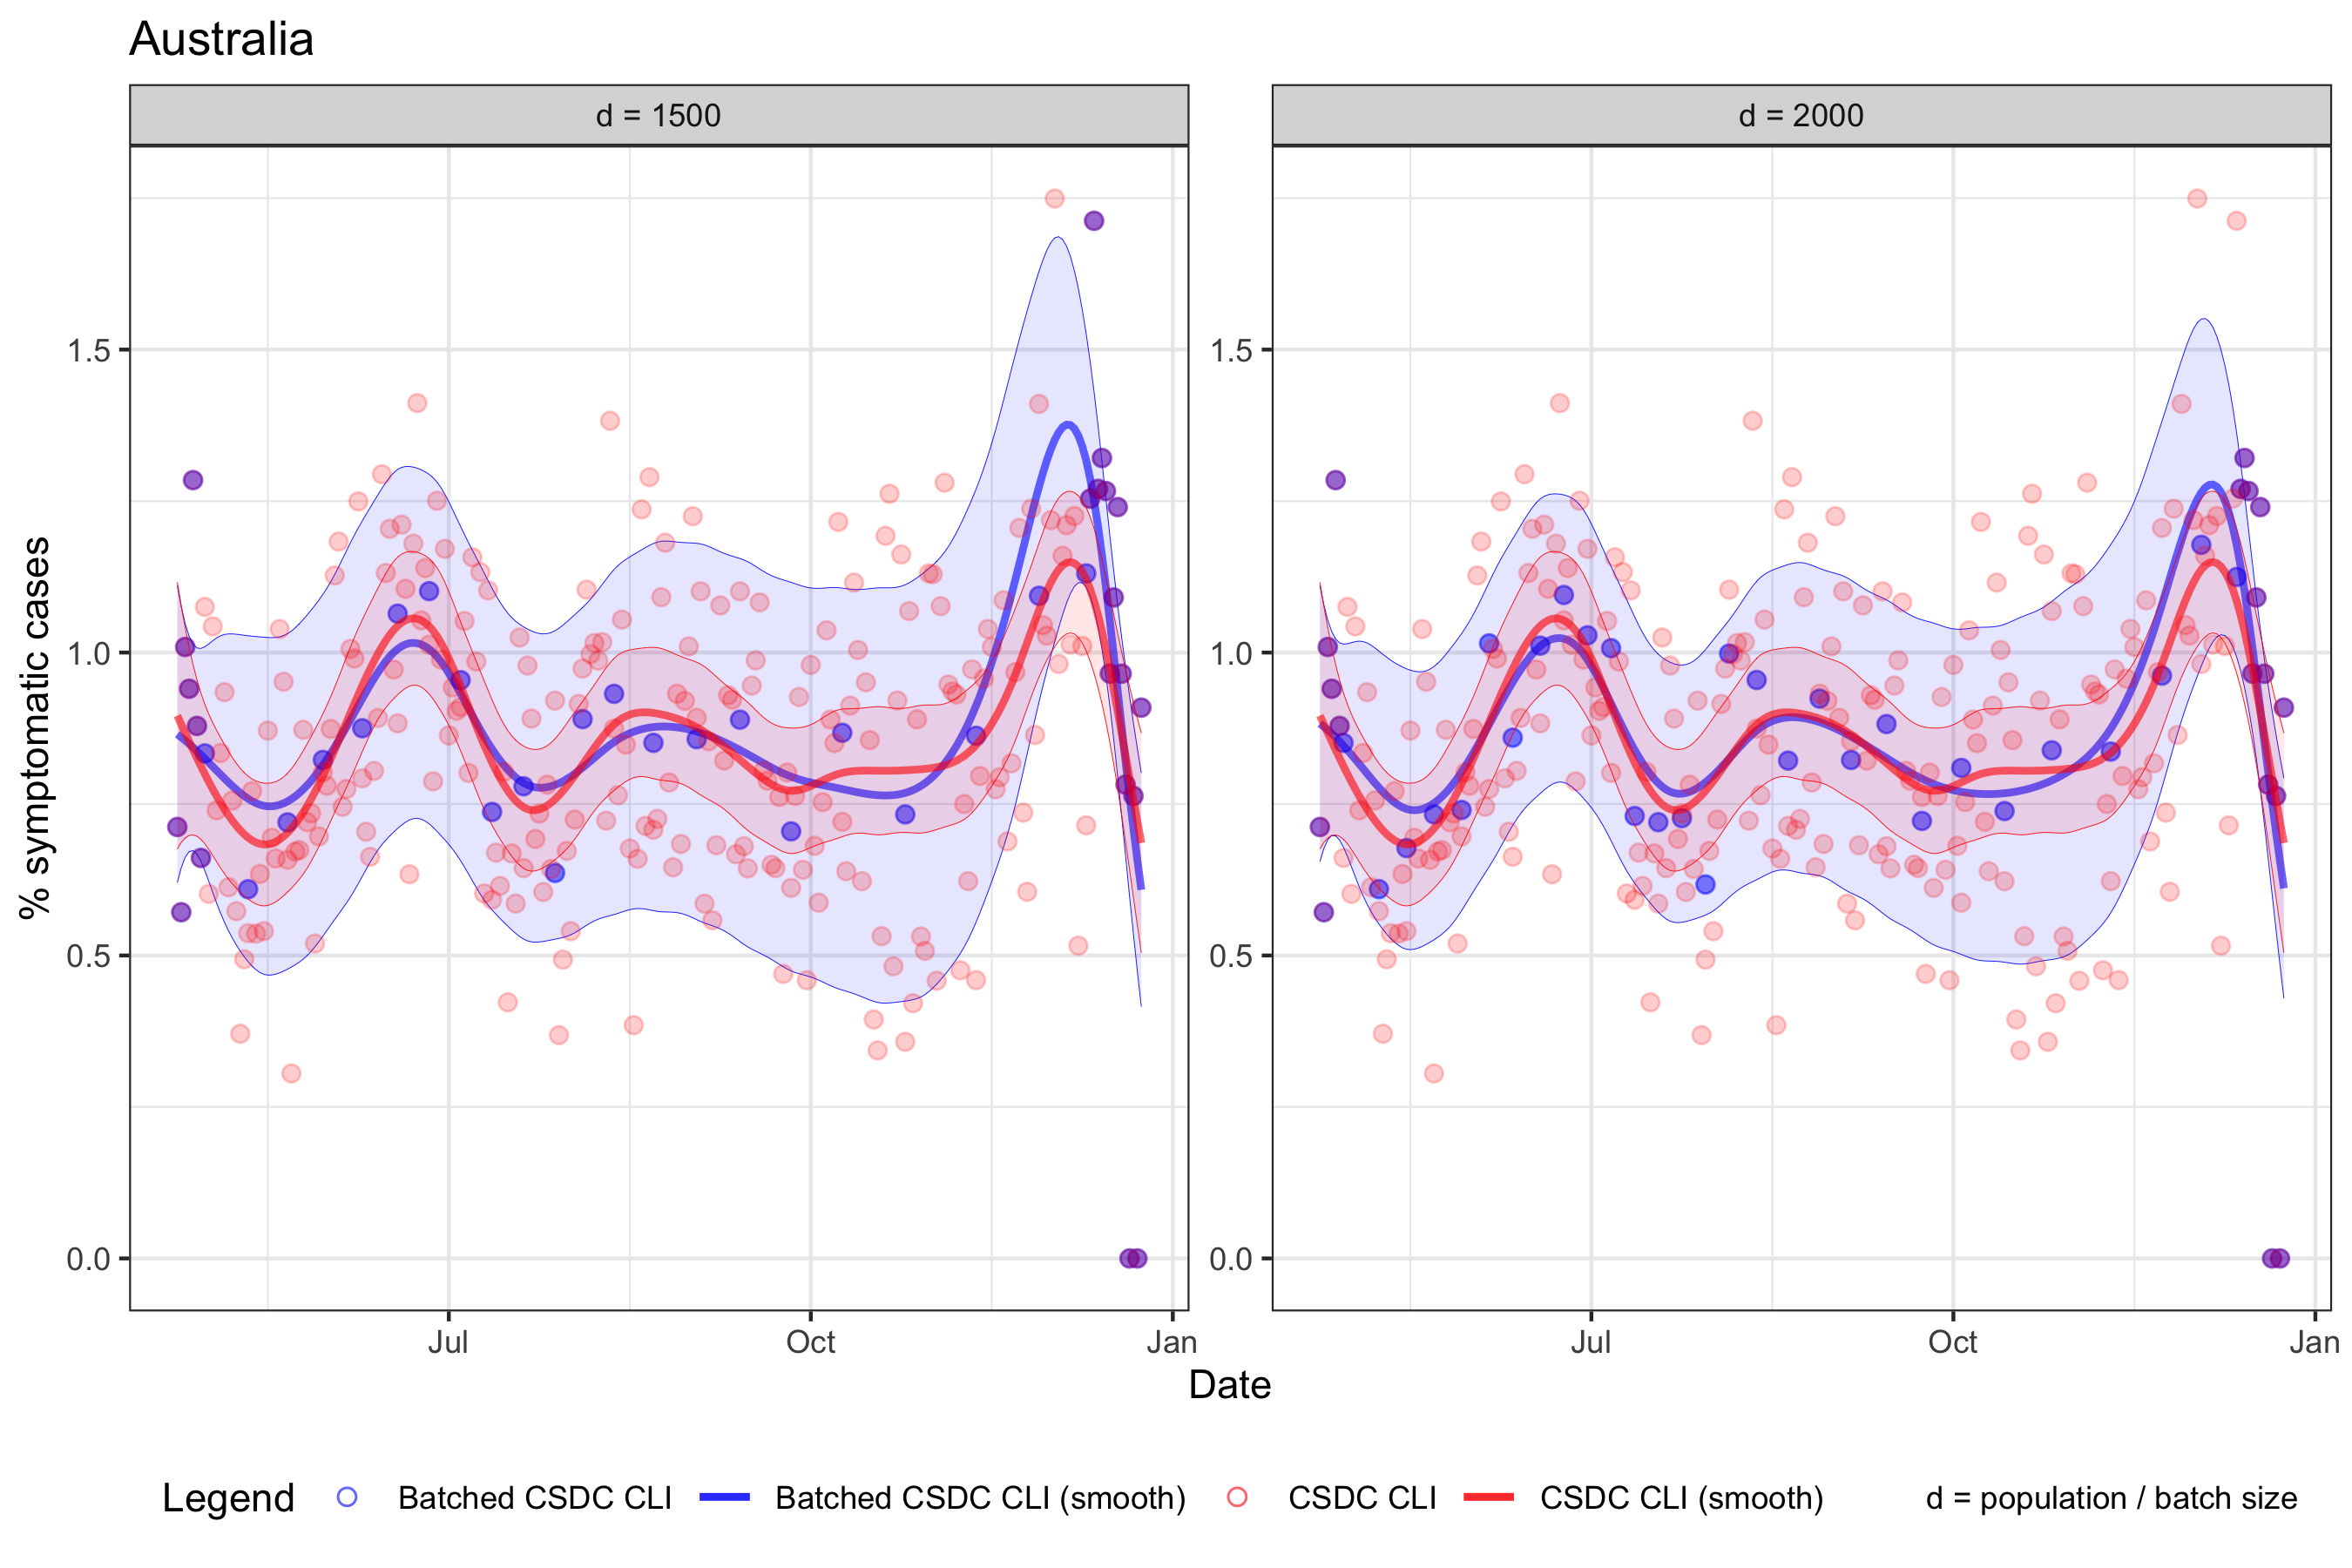 Australia
d = 1500
d = 2000
% symptomatic cases
1.5
1.0
0.5
0.0
1.5
1.0
0.5
0.0
Jul
Oct
Jan
Jul
Oct
Jan
Date
Legend
Batched CSDC CLI
Batched CSDC CLI (smooth)
CSDC CLI
CSDC CLI (smooth)
d = population / batch size